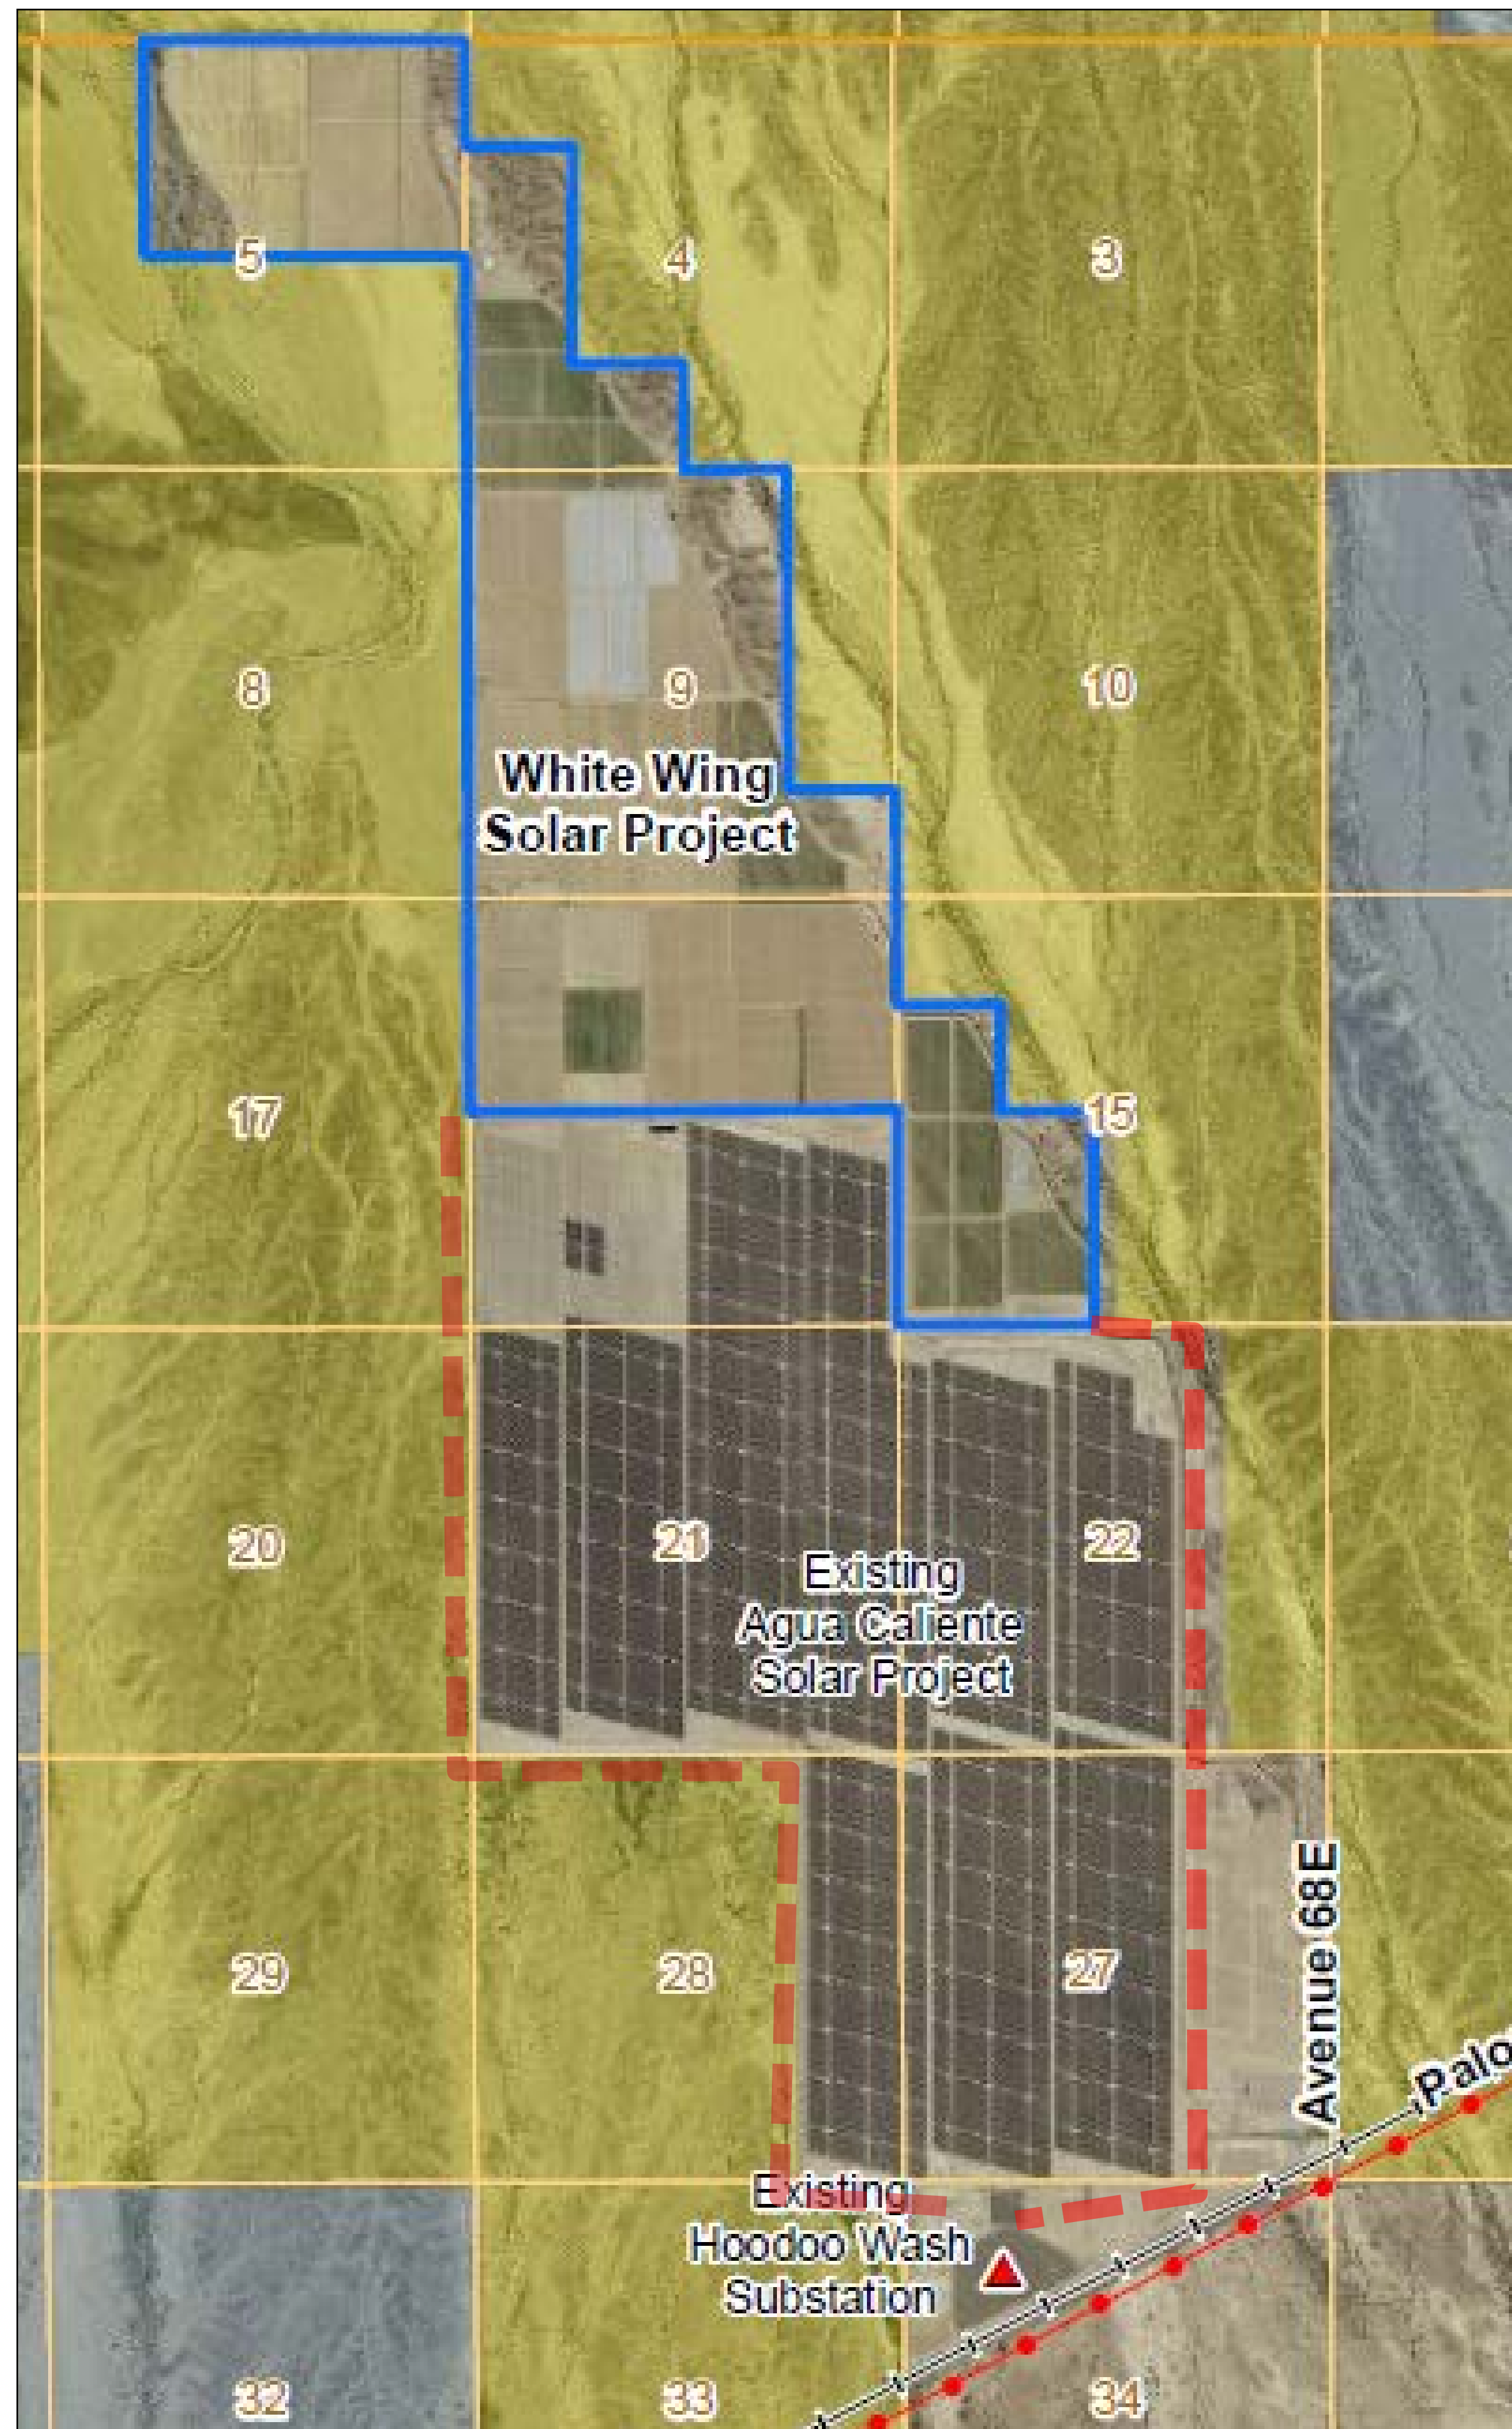 5
4
3
8
9
10
White Wing
Solar Project
17
15
20
21
22
Existing
Agua Caliente
Solar Project
29
28
27
Avenue 68E
Palo
Existing
Hoodoo Wash
Substation
32
33
34